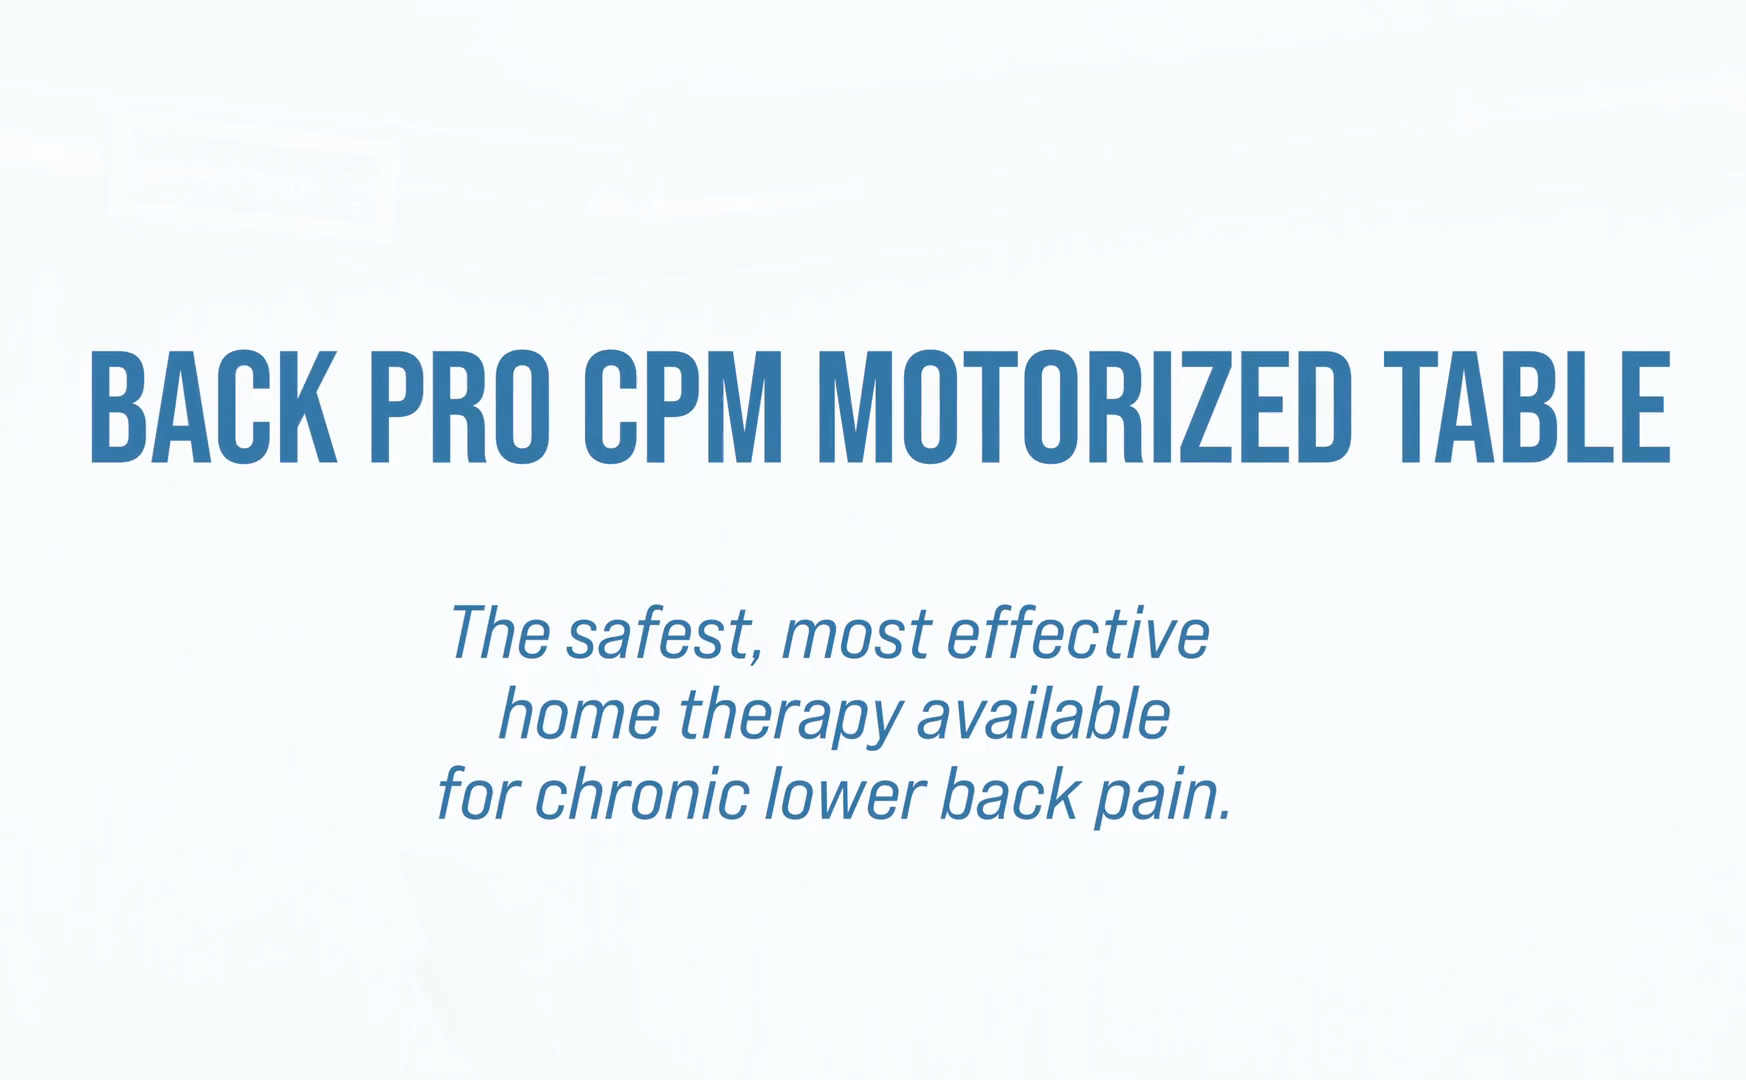 BACK PRO CPM MOTORIZED TABLE
The safest, most effective
home therapy available
for chronic lower back pain.